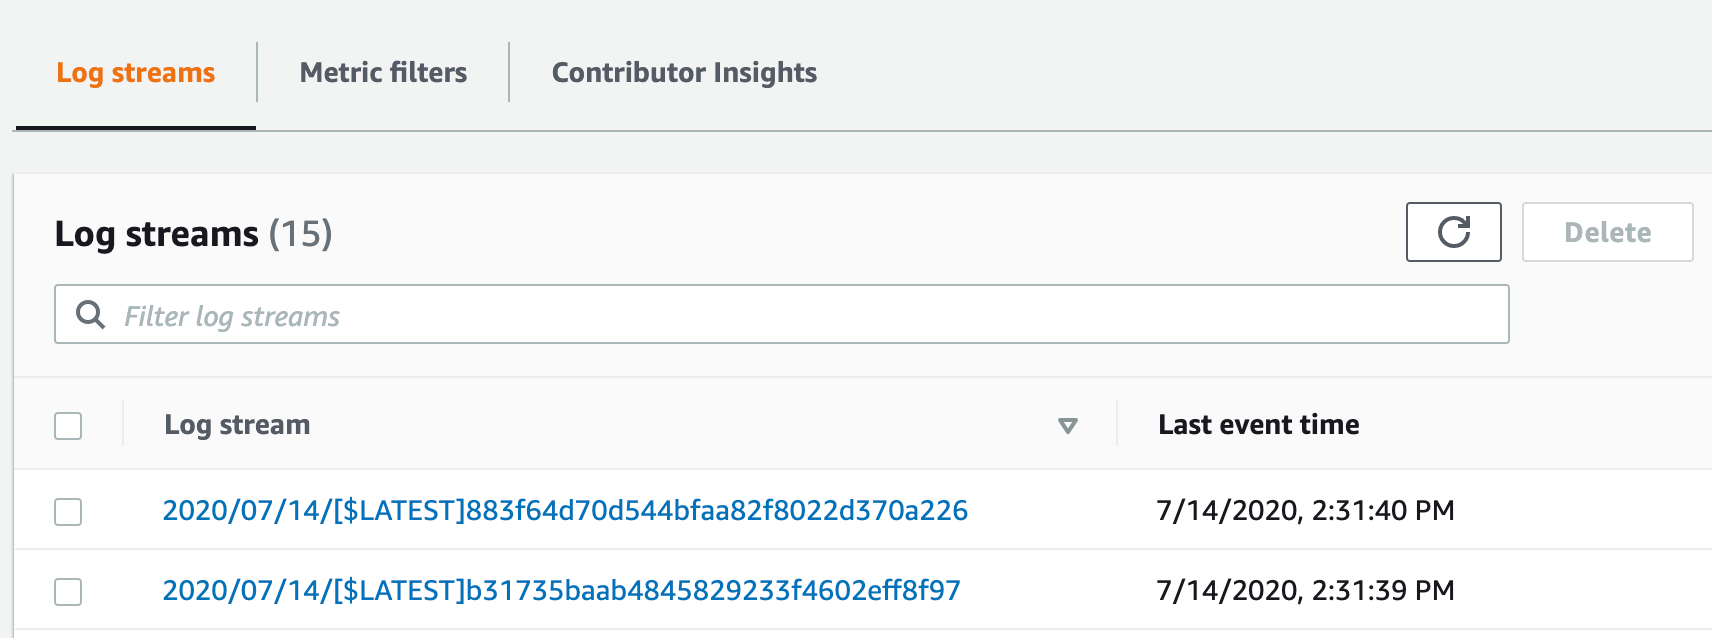 Log streams
Metric filters
Contributor Insights
Log streams (15)
Delete
Filter log streams
Log stream
Last event time
2020/07/14/[$LATEST]883f64d70d544bfaa82f8022d370a226
7/14/2020, 2:31:40 PM
2020/07/14/[$LATEST]b31735baab4845829233f4602eff8f97
7/14/2020, 2:31:39 PM